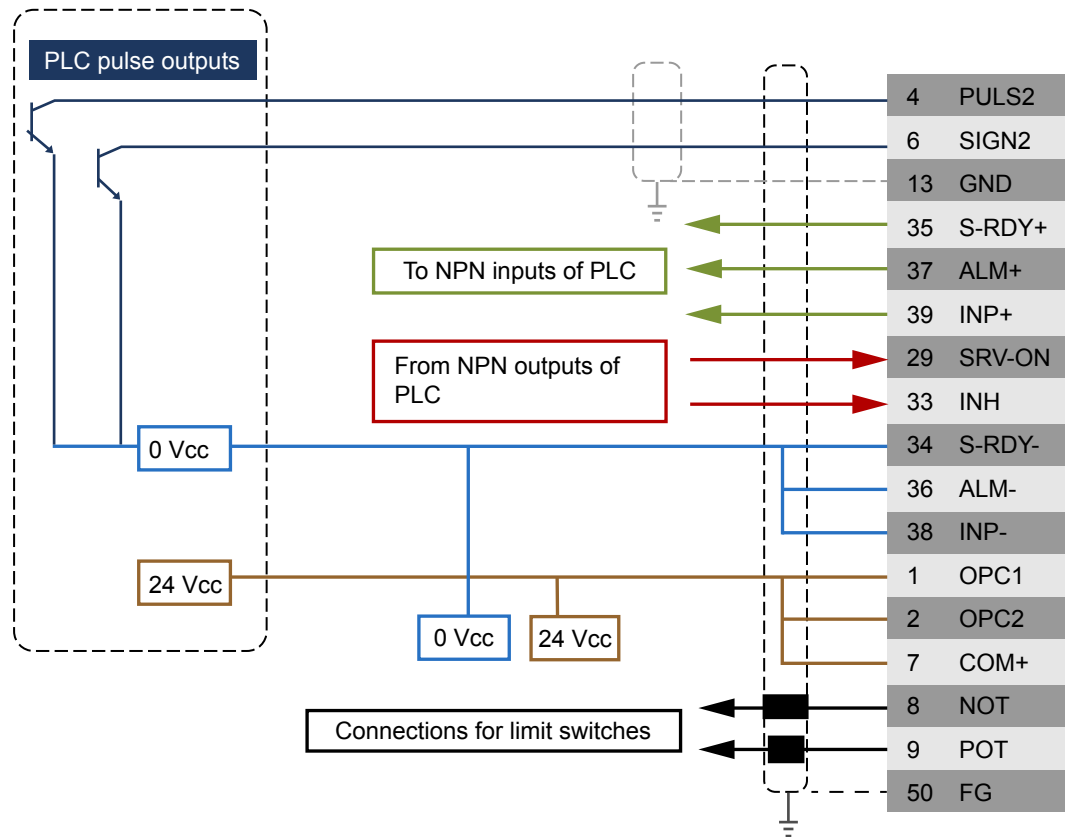 PLC pulse outputs
4 PULS2
6 SIGN2
13 GND
35 S-RDY+
To NPN inputs of PLC
37 ALM+
39 INP+
From NPN outputs of
PLC
29 SRV-ON
33 INH
0 Vcc
34 S-RDY-
36 ALM-
38 INP-
24 Vcc
1 OPC1
2 OPC2
0 Vcc
24 Vcc
7 COM+
8 NOT
Connections for limit switches
9 POT
50 FG